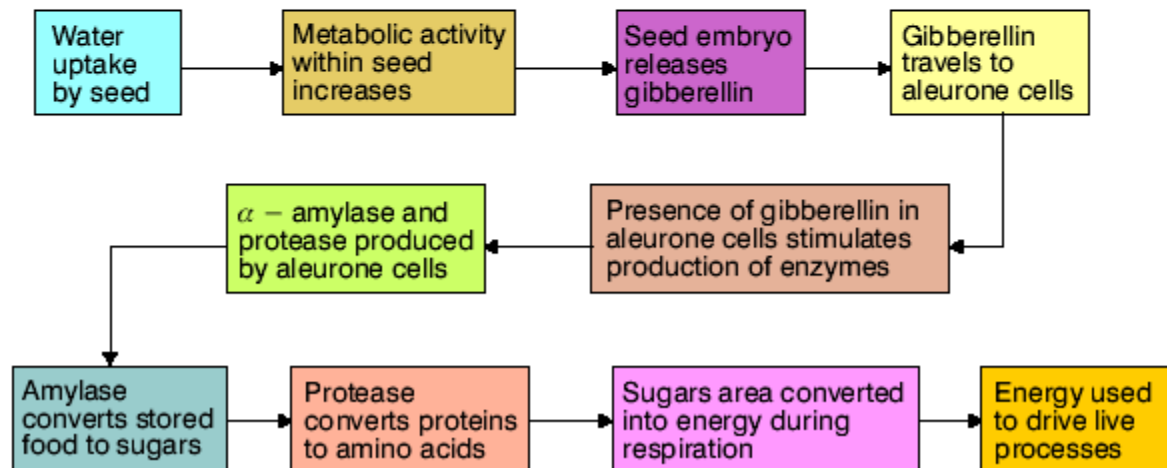 Water
uptake
by seed
Metabolic activity
within seed
increases
Seed embryo
releases
gibberellin
Gibberellin
travels to
aleurone cells
Presence of gibberellin in
aleurone cells stimulates
production of enzymes
α – amylase and
protease produced
by aleurone cells
Amylase
converts stored
food to sugars
Protease
converts proteins
to amino acids
Sugars area converted
into energy during
respiration
Energy used
to drive live
processes